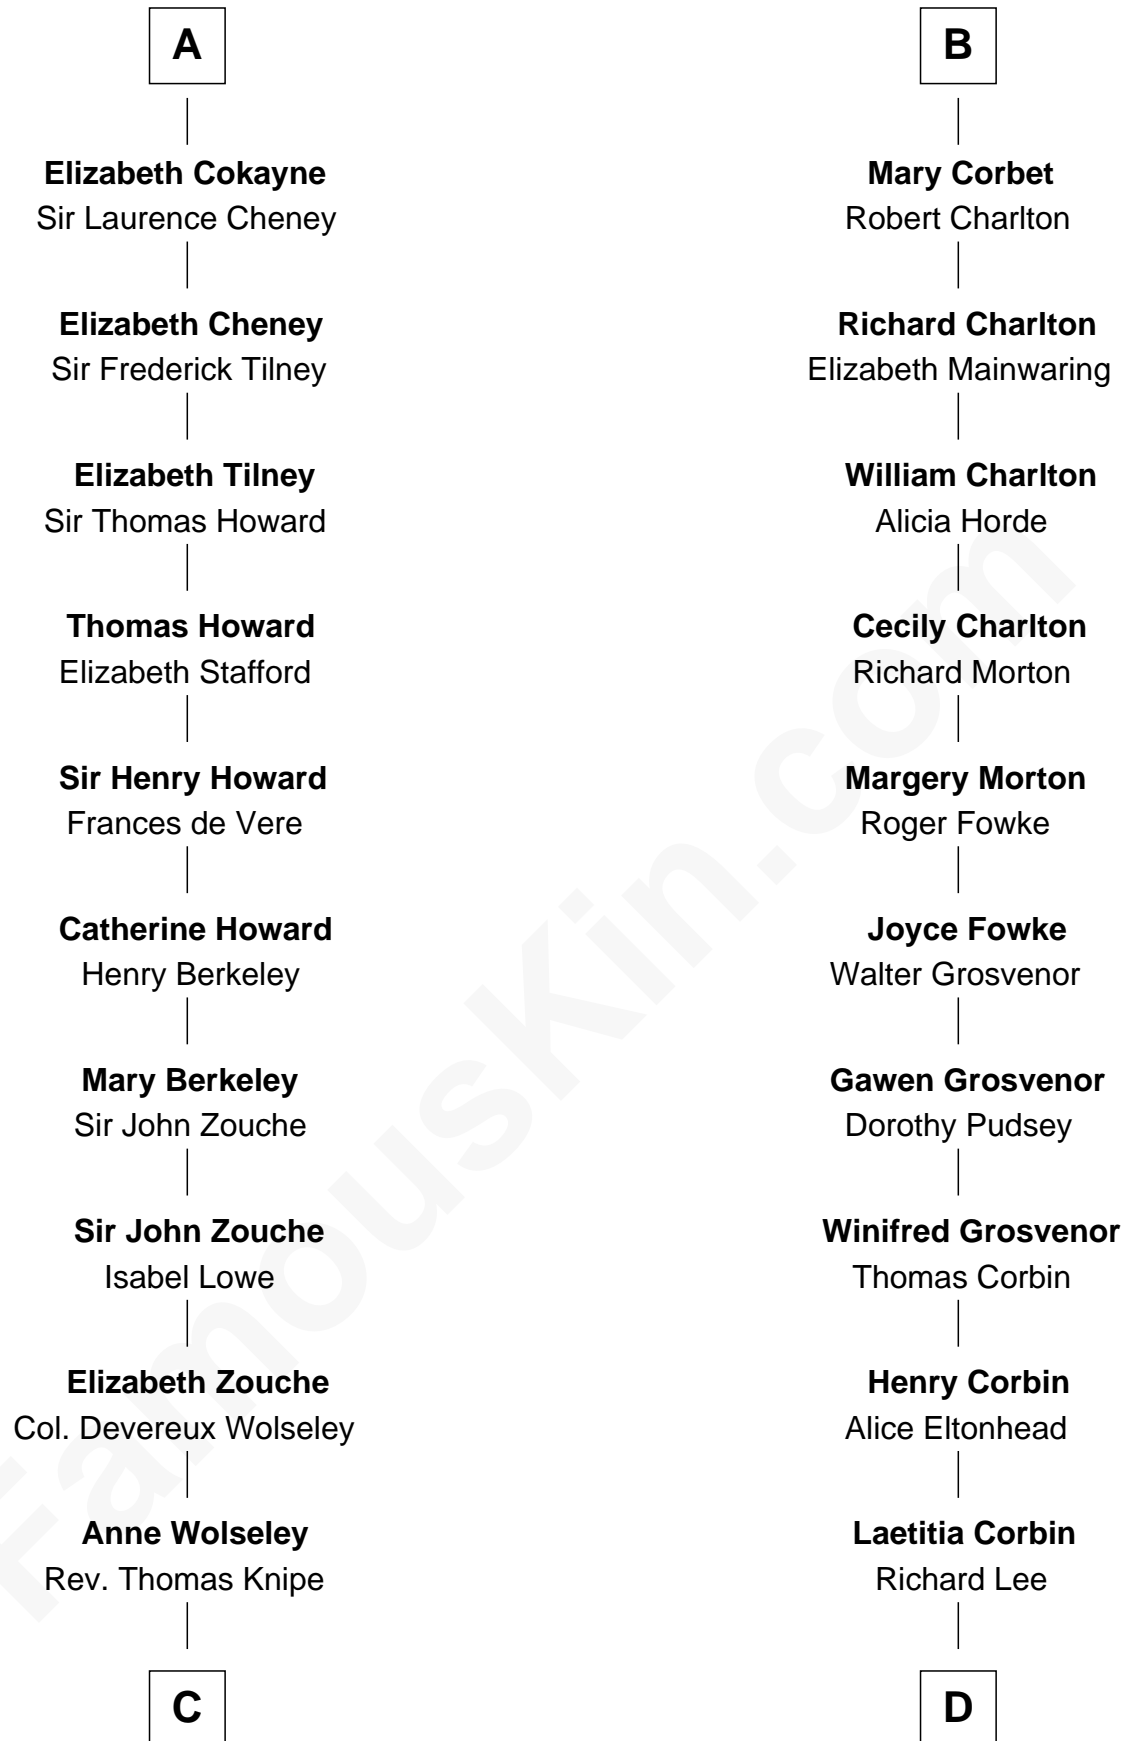 A
Elizabeth Cokayne
Sir Laurence Cheney
Elizabeth Cheney
Sir Frederick Tilney
Elizabeth Tilney
Sir Thomas Howard
Thomas Howard
Elizabeth Stafford
Sir Henry Howard
Frances de Vere
Catherine Howard
Henry Berkeley
Mary Berkeley
Sir John Zouche
Sir John Zouche
Isabel Lowe
Elizabeth Zouche
Col. Devereux Wolseley
Anne Wolseley
Rev. Thomas Knipe
C
B
Mary Corbet
Robert Charlton
Richard Charlton
Elizabeth Mainwaring
William Charlton
Alicia Horde
Cecily Charlton
Richard Morton
Margery Morton
Roger Fowke
Joyce Fowke
Walter Grosvenor
Gawen Grosvenor
Dorothy Pudsey
Winifred Grosvenor
Thomas Corbin
Henry Corbin
Alice Eltonhead
Laetitia Corbin
Richard Lee
D
FamousKin.com